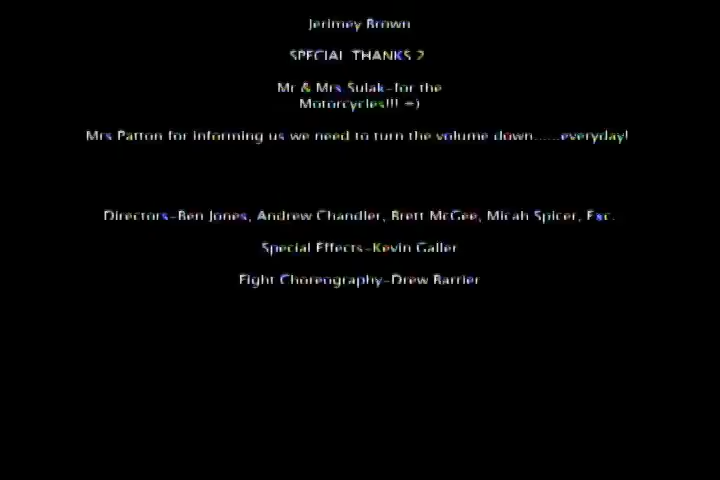 Jerimey Brown
SPECIAL THANKS 2
Mr & Mrs Sulak-for the
Motorcycles!!! =)
Mrs Patton for informing us we need to turn the volume down......everyday!
Directors-Ben Jones, Andrew Chandler, Brett McGee, Micah Spicer, Exc.
Special Effects-Kevin Galler
Fight Choreography-Drew Barrier